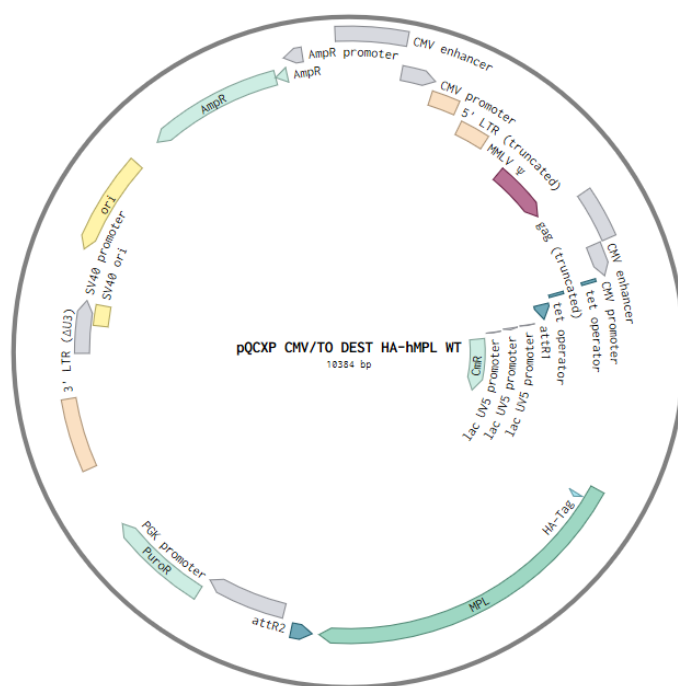 AmpR promoter
CMV enhancer
AmpR
CMV promoter
AmpR
5' LTR (truncated)
MMLV Ψ
ori
gag (truncated)
CMV enhancer
SV40 promoter
SV40 ori
CMV promoter
tet operator
tet operator
attR1
3' LTR (ΔU3)
pQCXP CMV/TO DEST HA-hMPL WT
10384 bp
CmR
lac UV5 promoter
lac UV5 promoter
lac UV5 promoter
HA-Tag
PGK promoter
PuroR
MPL
attR2